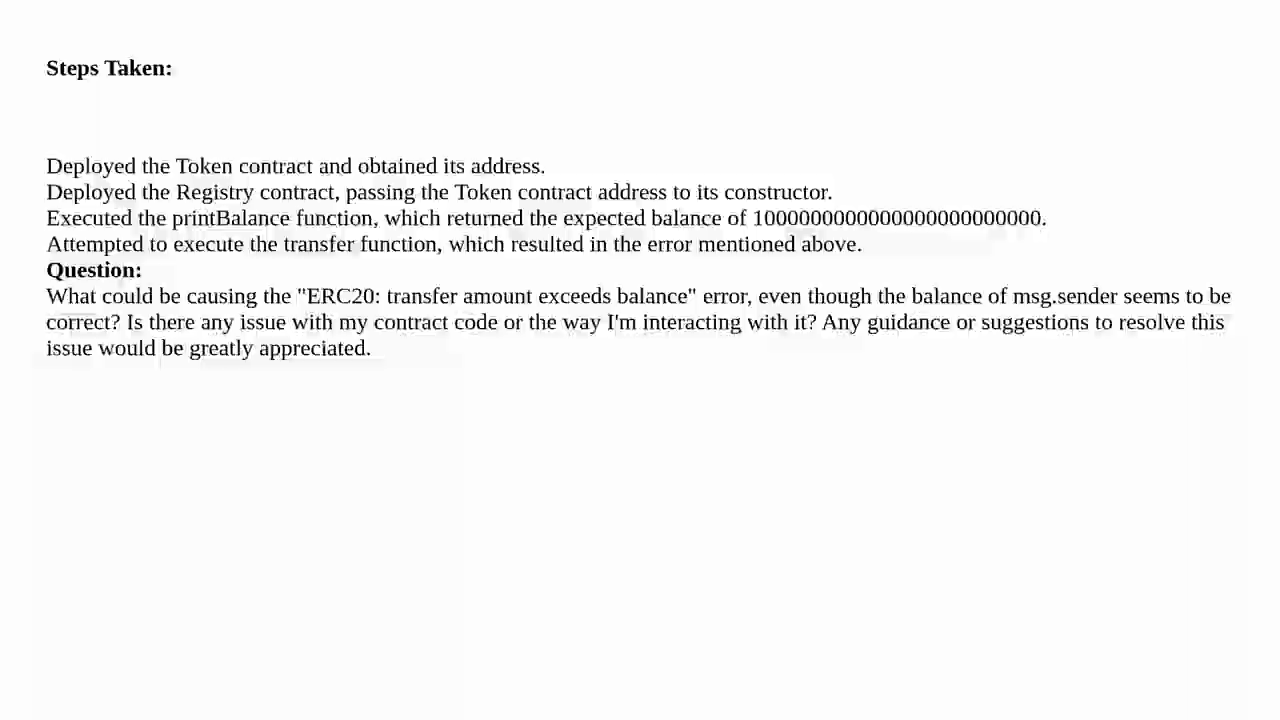 Steps Taken:
Deployed the Token contract and obtained its address.
Deployed the Registry contract, passing the Token contract address to its constructor.
Executed the printBalance function, which returned the expected balance of 1000000000000000000000000.
Attempted to execute the transfer function, which resulted in the error mentioned above.
Question:
What could be causing the "ERC20: transfer amount exceeds balance" error, even though the balance of msg.sender seems to be
correct? Is there any issue with my contract code or the way I'm interacting with it? Any guidance or suggestions to resolve this
issue would be greatly appreciated.